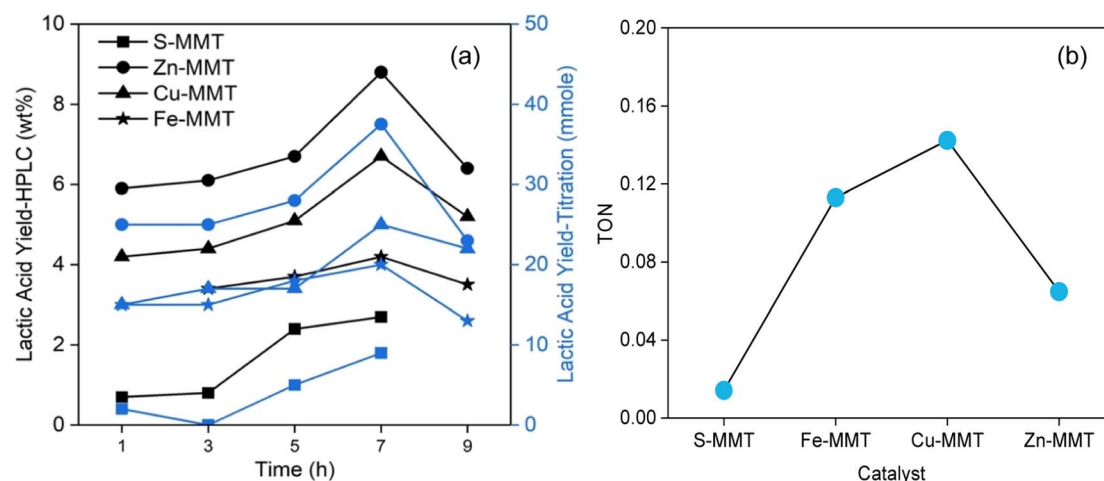 (a)
S-MMT
Zn-MMT
Cu-MMT
Fe-MMT
Lactic Acid Yield-HPLC (wt%)
10
8
6
4
2
0
1 3 5 7 9
Time (h)
50
40
30
20
10
0
Lactic Acid Yield-Titration (mmole)
(b)
TON
0.20
0.16
0.12
0.08
0.04
0.00
S-MMT Fe-MMT Cu-MMT Zn-MMT
Catalyst